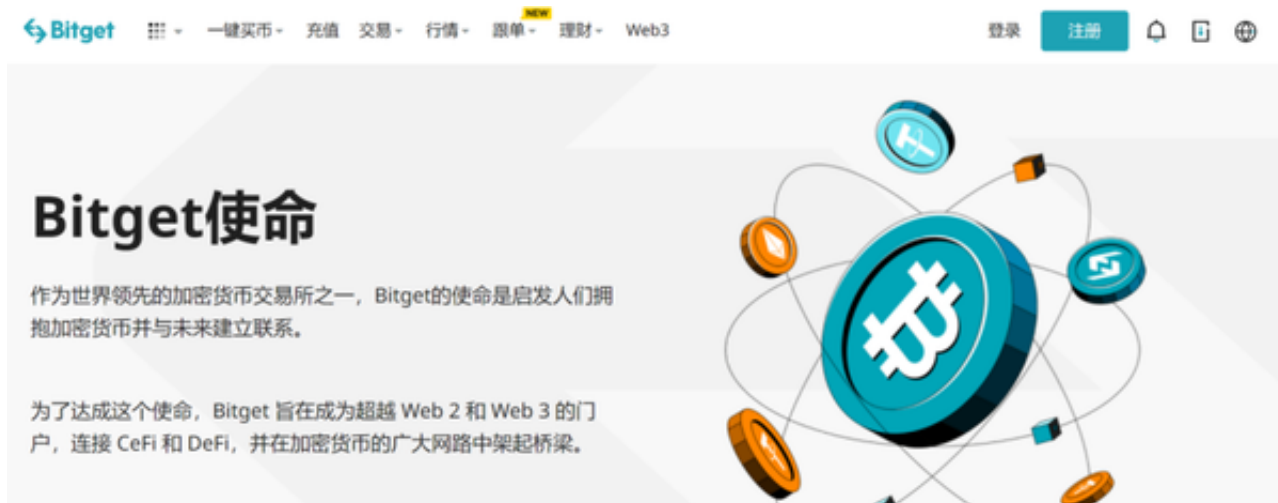 Bitget
一键买币
充值
交易
行情
跟单
NEW
理财
Web3
登录
注册
Bitget使命
作为世界领先的加密货币交易所之一，Bitget的使命是启发人们拥
抱加密货币并与未来建立联系。
为了达成这个使命，Bitget 旨在成为超越 Web 2 和 Web 3 的门
户，连接 CeFi 和 DeFi，并在加密货币的广大网路中架起桥梁。